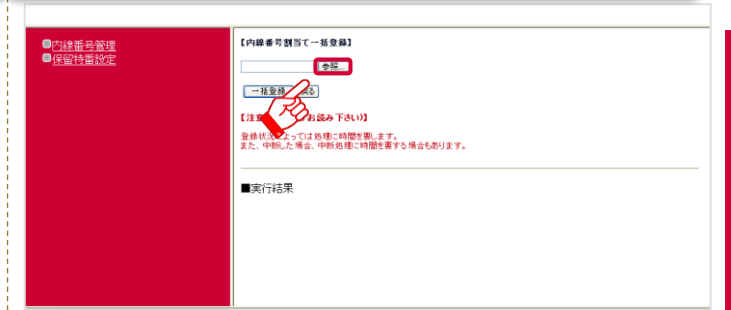 内線番号管理
保留特番設定
【内線番号割当て一括登録】
参照...
一括登録
戻る
お読み下さい)】
登録状況によっては処理に時間を要します。
また、中断した場合、中断処理に時間を要する場合もあります。
■実行結果